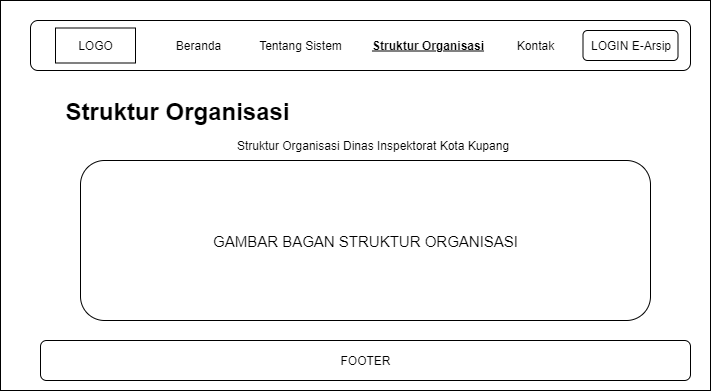 LOGO Beranda Tentang Sistem Struktur Organisasi Kontak LOGIN E-Arsip
Struktur Organisasi
Struktur Organisasi Dinas Inspektorat Kota Kupang
GAMBAR BAGAN STRUKTUR ORGANISASI
FOOTER